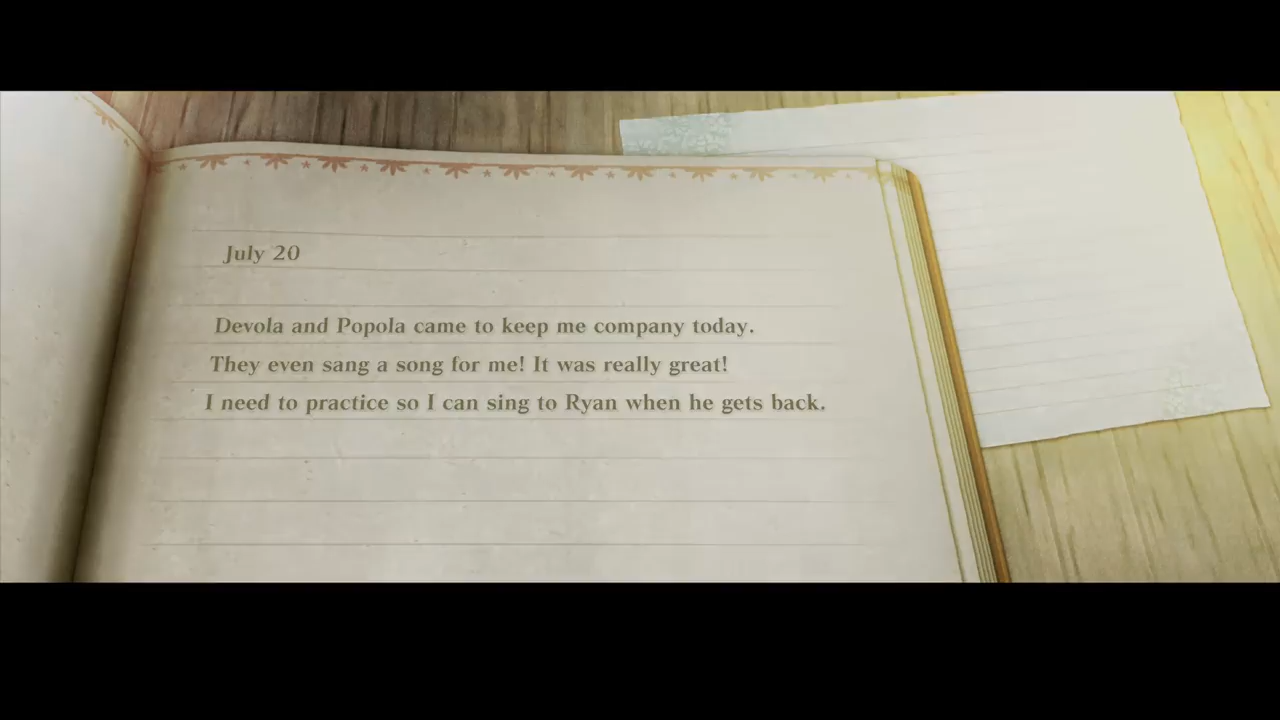 July 20
Devola and Popola came to keep me company today.
They even sang a song for me! It was really great!
I need to practice so I can sing to Ryan when he gets back.